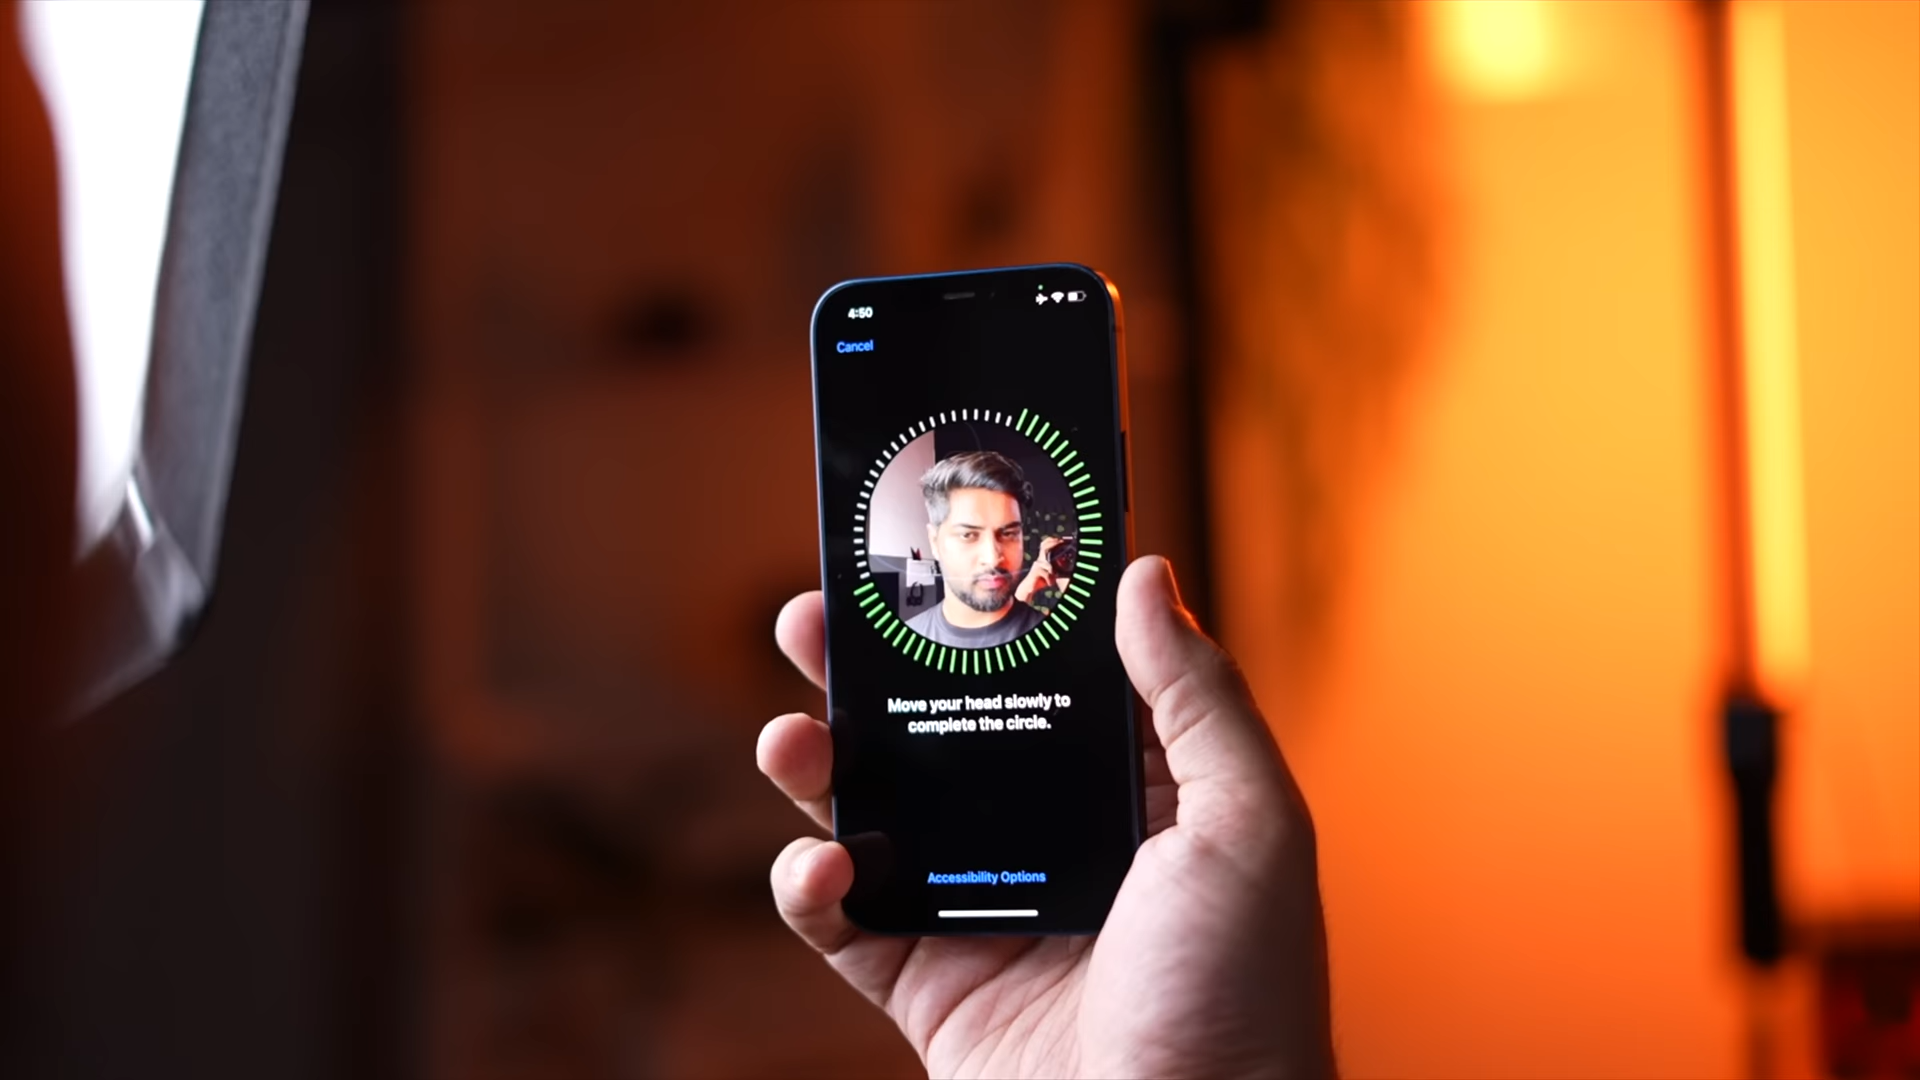 4:50
Cancel
Move your head slowly to
complete the circle.
Accessibility Options